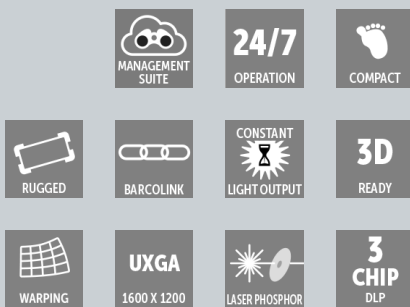 MANAGEMENT
SUITE
24/7
OPERATION
COMPACT
RUGGED
BARCOLINK
CONSTANT
LIGHT OUTPUT
3D
READY
WARPING
UXGA
1600 X 1200
LASER PHOSPHOR
3
CHIP
DLP